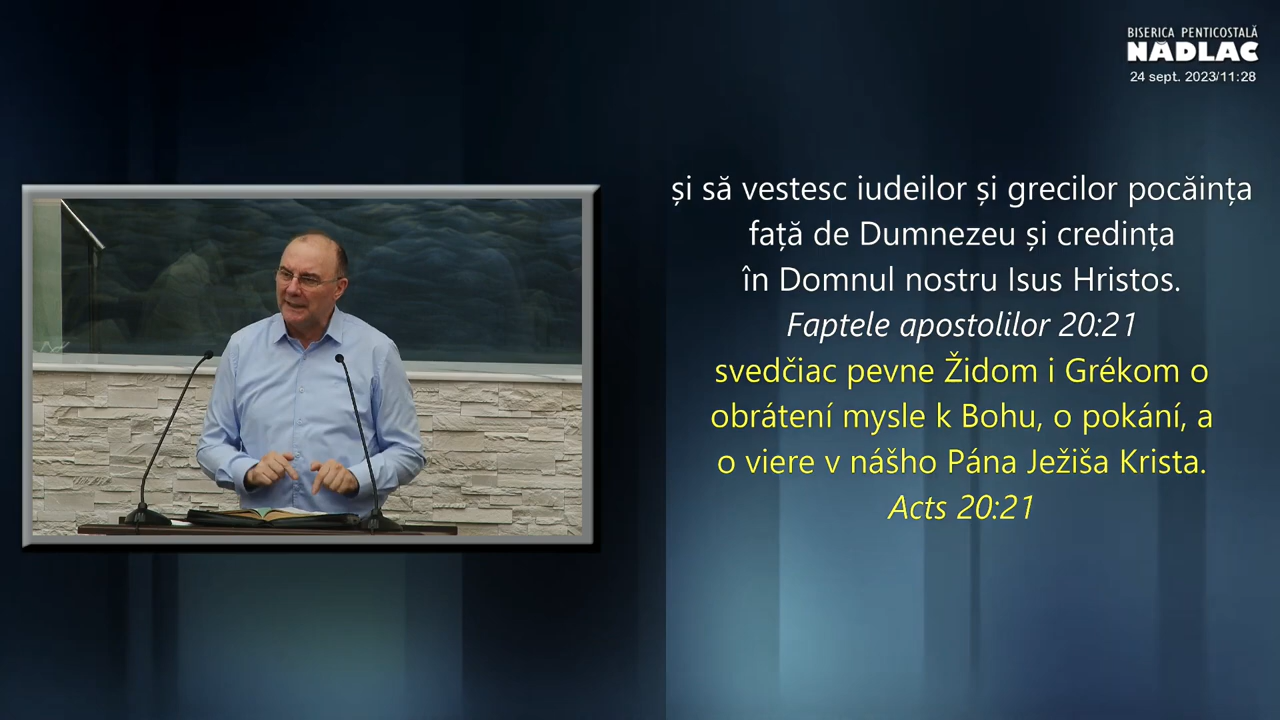 BISERICA PENTICOSTALĂ
NĂDLAC
24 sept. 2023/11:28
și să vestesc iudeilor și grecilor pocăința
față de Dumnezeu și credința
în Domnul nostru Isus Hristos.
Faptele apostolilor 20:21
svedčiac pevne Židom i Grékom o
obrátení mysle k Bohu, o pokání, a
o viere v nášho Pána Ježiša Krista.
Acts 20:21